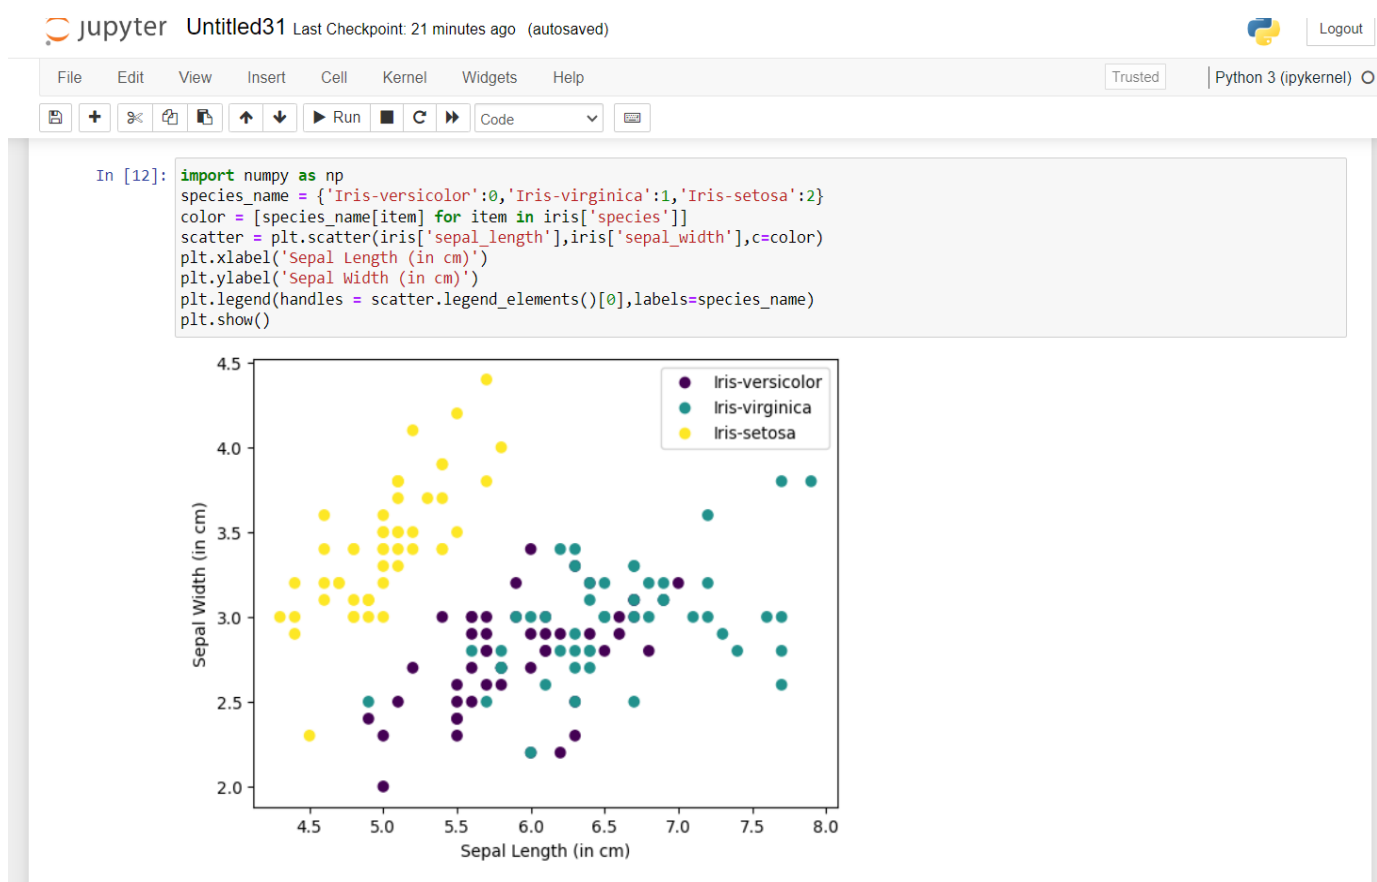 jupyter Untitled31 Last Checkpoint: 21 minutes ago (autosaved) Logout
File Edit View Insert Cell Kernel Widgets Help Trusted Python 3 (ipykernel)
Run Code
In [12]: import numpy as np
species_name = {'Iris-versicolor':0,'Iris-virginica':1,'Iris-setosa':2}
color = [species_name[item] for item in iris['species']]
scatter = plt.scatter(iris['sepal_length'],iris['sepal_width'],c=color)
plt.xlabel('Sepal Length (in cm)')
plt.ylabel('Sepal Width (in cm)')
plt.legend(handles = scatter.legend_elements()[0],labels=species_name)
plt.show()
4.5
4.0
3.5
3.0
2.5
2.0
Sepal Width (in cm)
Iris-versicolor
Iris-virginica
Iris-setosa
4.5 5.0 5.5 6.0 6.5 7.0 7.5 8.0
Sepal Length (in cm)